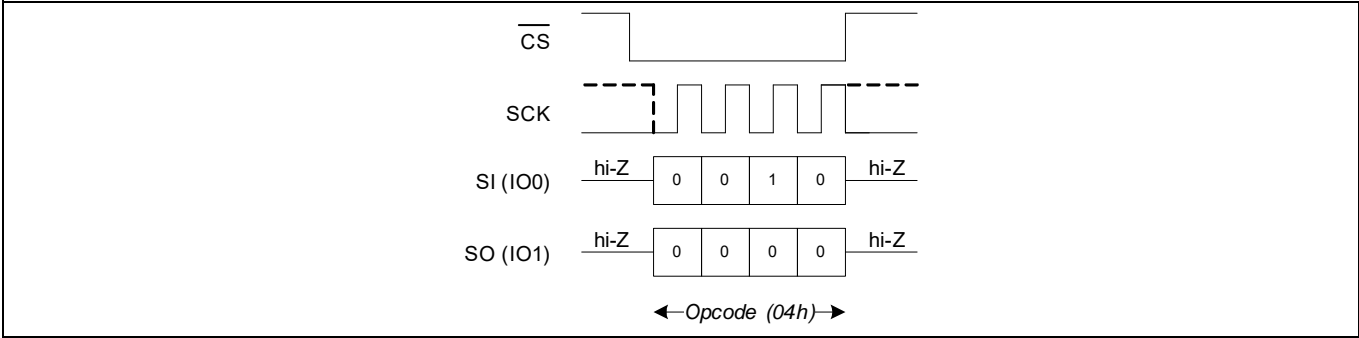 CS
SCK
SI (IO0) hi-Z 0 0 1 0 hi-Z
SO (IO1) hi-Z 0 0 0 0 hi-Z
Opcode (04h)